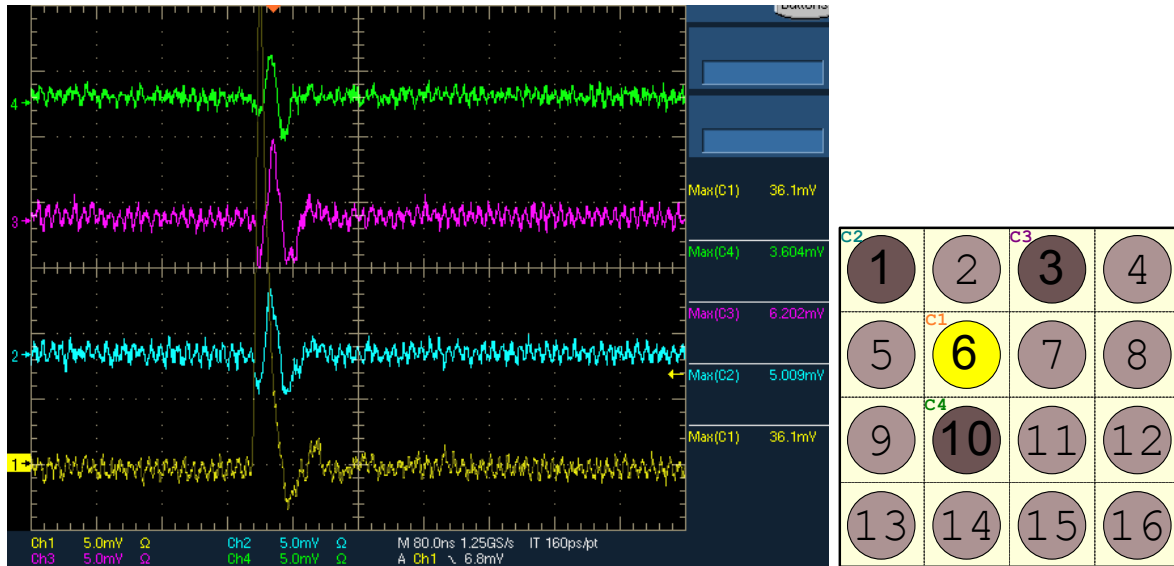 Buttons
4
3
2
1
Max(C1) 36.1mV
Max(C4) 3.604mV
Max(C3) 6.202mV
Max(C2) 5.009mV
Max(C1) 36.1mV
Ch1 5.0mV Ω Ch2 5.0mV Ω M 80.0ns 1.25GS/s IT 160ps/pt
Ch3 5.0mV Ω Ch4 5.0mV Ω A Ch1 \ 6.8mV
C2 C3
1 2 3 4
C1
5 6 7 8
C4
9 10 11 12
13 14 15 16